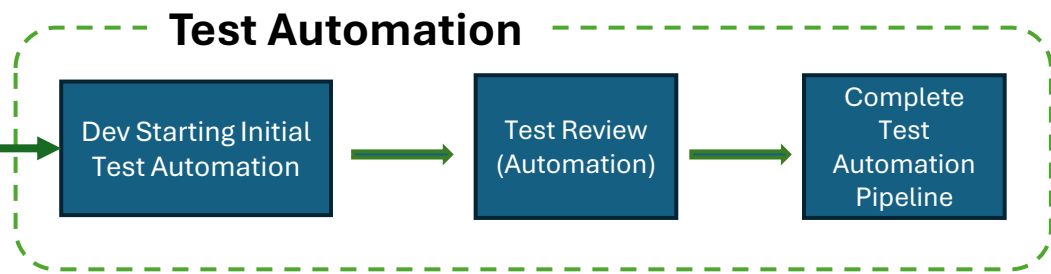 Test Automation
Dev Starting Initial
Test Automation
Test Review
(Automation)
Complete
Test
Automation
Pipeline